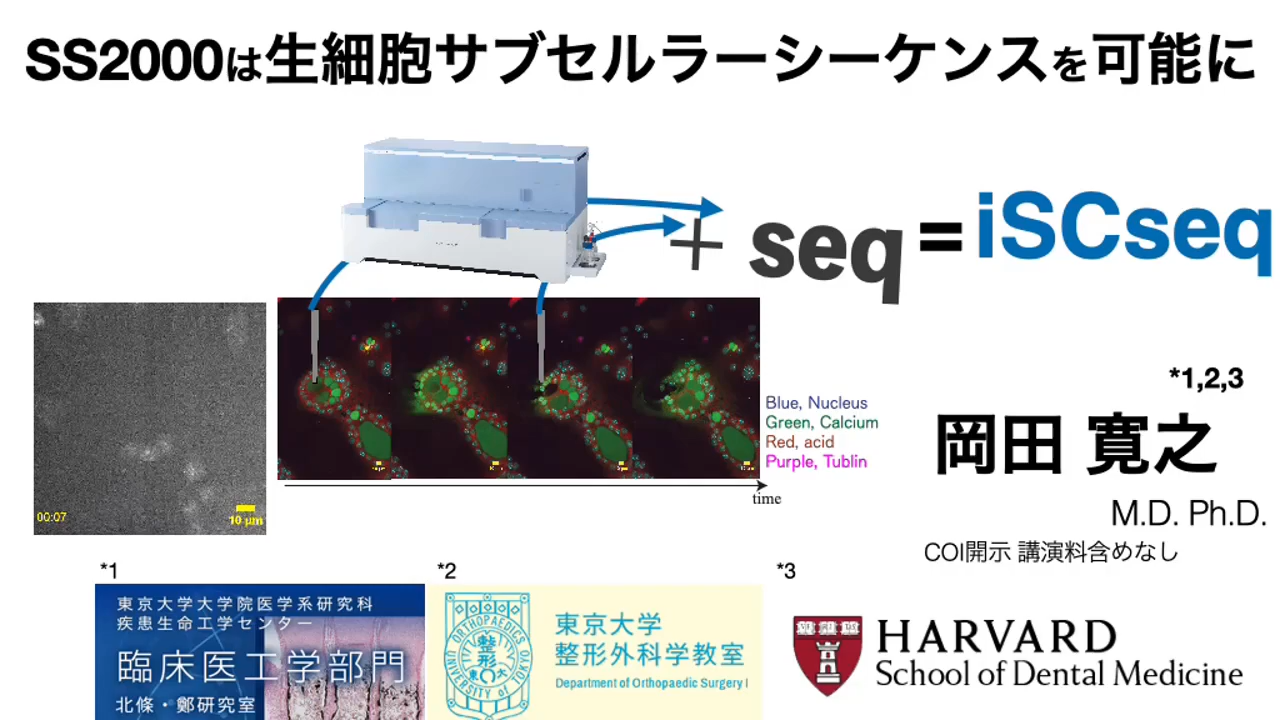 SS2000は生細胞サブセルラーシーケンスを可能に
+ seq = iSCseq
00:07
10 μm
Blue, Nucleus
Green, Calcium
Red, acid
Purple, Tublin
time
*1,2,3
岡田 寛之
M.D. Ph.D.
COI開示 講演料含めなし
*1
東京大学大学院医学系研究科
疾患生命工学センター
臨床医工学部門
北條・鄭研究室
*2
ORTHOPAEDICS
整形
東大
UNIVERSITY of TOKYO
東京大学
整形外科学教室
Department of Orthopaedic Surgery
*3
HARVARD
School of Dental Medicine